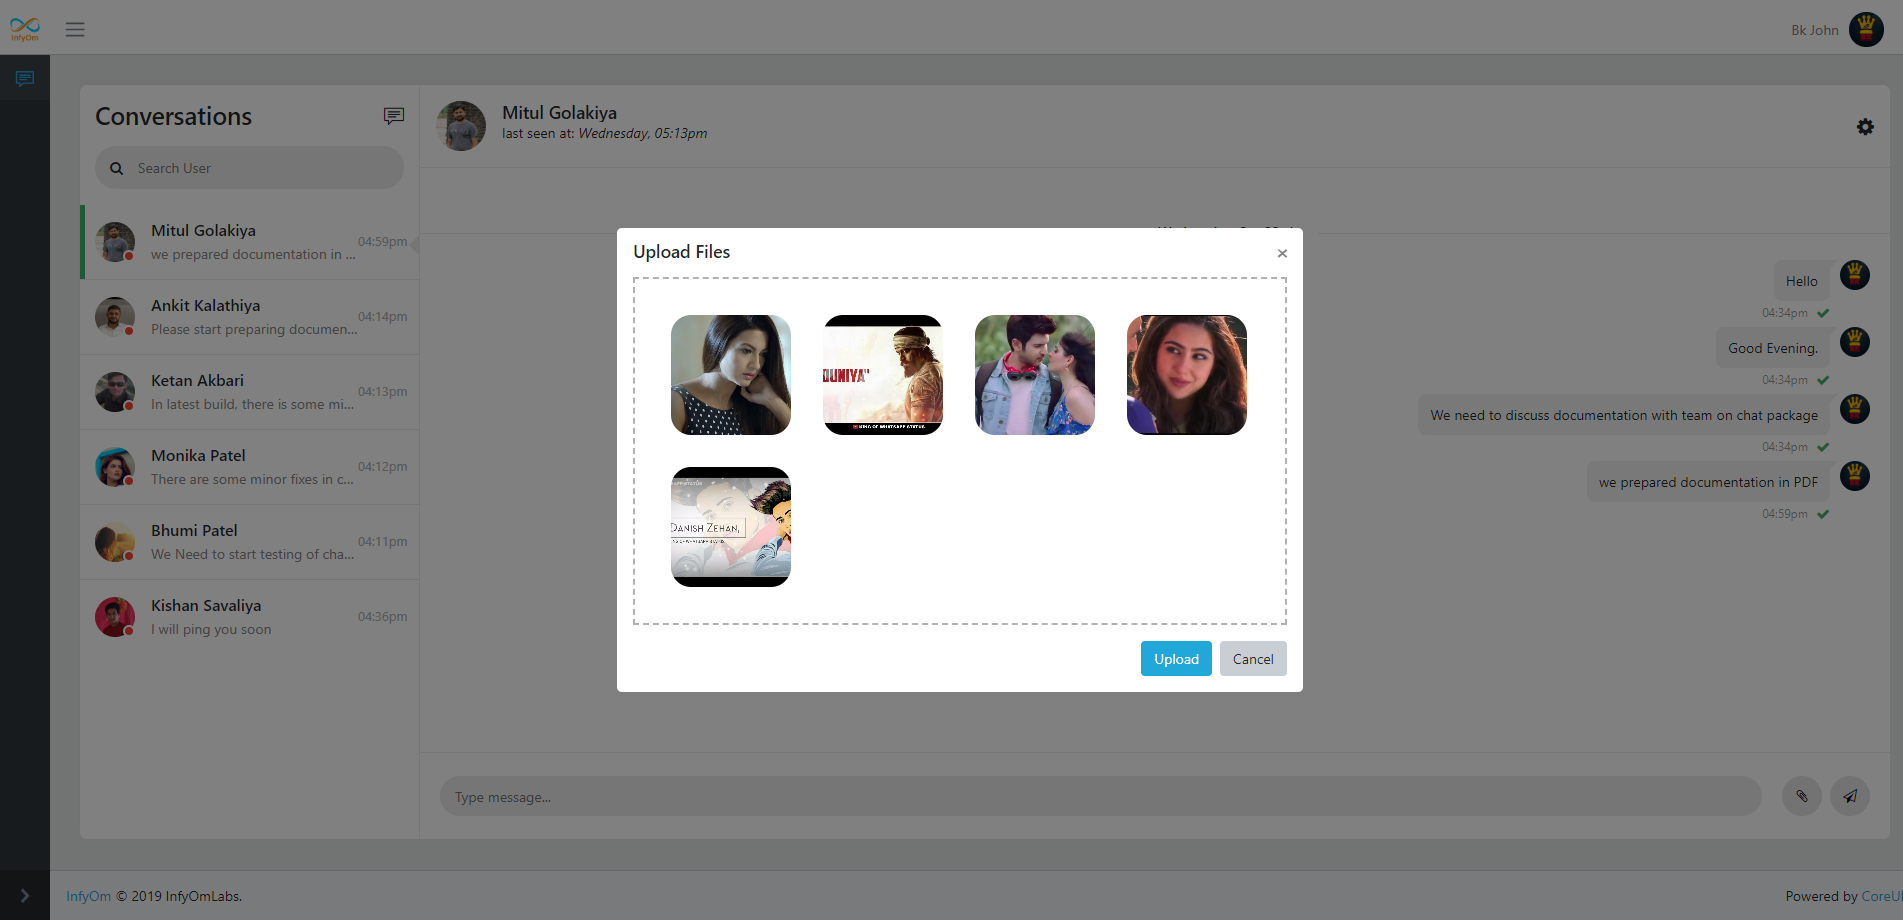 InfyOm
Bk John
Conversations
Search User
Mitul Golakiya
04:59pm
we prepared documentation in ...
Ankit Kalathiya
04:14pm
Please start preparing documen...
Ketan Akbari
04:13pm
In latest build, there is some mi...
Monika Patel
04:12pm
There are some minor fixes in c...
Bhumi Patel
04:11pm
We Need to start testing of cha...
Kishan Savaliya
04:36pm
I will ping you soon
Mitul Golakiya
last seen at: Wednesday, 05:13pm
Hello
04:34pm
Good Evening.
04:34pm
We need to discuss documentation with team on chat package
04:34pm
we prepared documentation in PDF
04:59pm
Upload Files
×
DUNIYA"
KING OF WHATSAPP STATUS
DANISH ZEHAN,
Upload
Cancel
Type message...
InfyOm © 2019 InfyOmLabs.
Powered by CoreUI